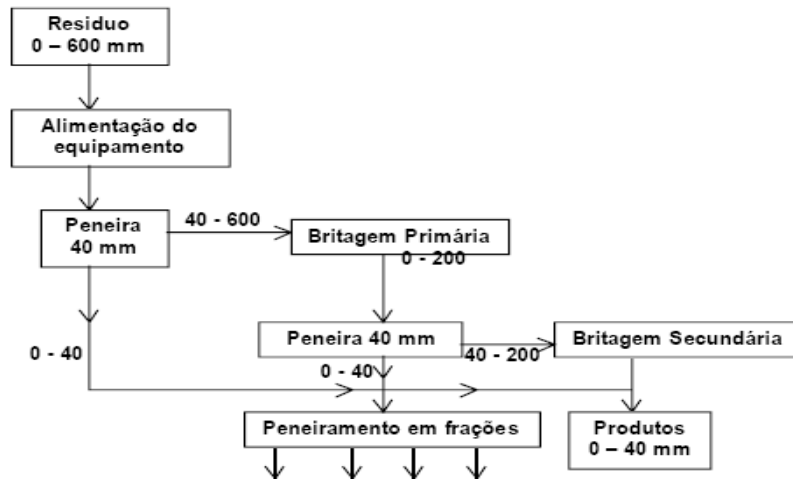 Residuo
0 – 600 mm
Alimentação do
equipamento
Peneira
40 mm
40 - 600
Britagem Primária
0 - 200
Peneira 40 mm
40 - 200
Britagem Secundária
0 - 40
0 - 40
Peneiramento em frações
Produtos
0 – 40 mm